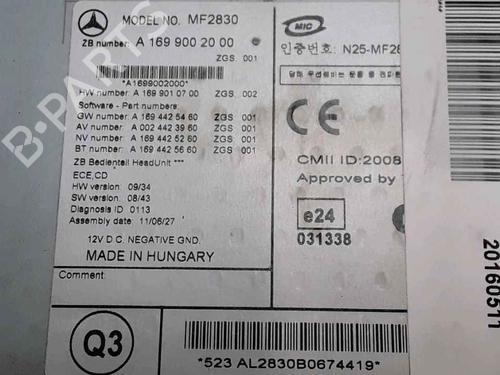 MODEL NO. MF2830
ZB number: A 169 900 20 00
ZGS 001
*A1699002000*
HW number: A 169 901 07 00 ZGS 002
Software - Part numbers:
GW number A 169 442 54 60 ZGS 001
AV number A 002 442 39 60 ZGS 001
NV number A 169 442 52 60 ZGS 001
BT number A 169 442 56 60 ZGS 001
ZB Bedienteil HeadUnit ***
ECE,CD
HW version: 09/34
SW version: 08/43
Diagnosis ID 0113
Assembly date: 11/06/27
12V D.C. NEGATIVE GND.
MADE IN HUNGARY
Comment:
Q3
*523 AL2830B0674419*
MIC
인증번호: N25-MF28
CE
CMII ID:2008
Approved by
e24
031338
20160511
B-PARTS